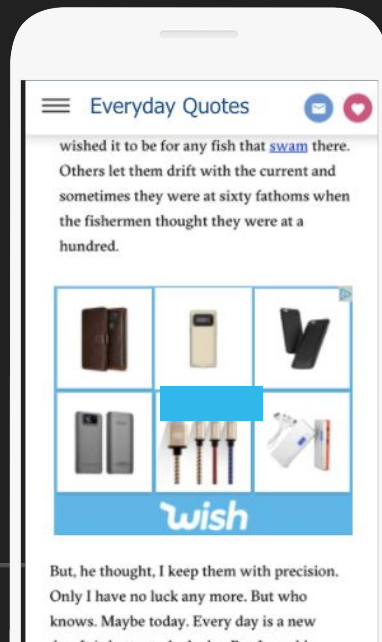 Everyday Quotes
wished it to be for any fish that swam there.
Others let them drift with the current and
sometimes they were at sixty fathoms when
the fishermen thought they were at a
hundred.
wish
But, he thought, I keep them with precision.
Only I have no luck any more. But who
knows. Maybe today. Every day is a new